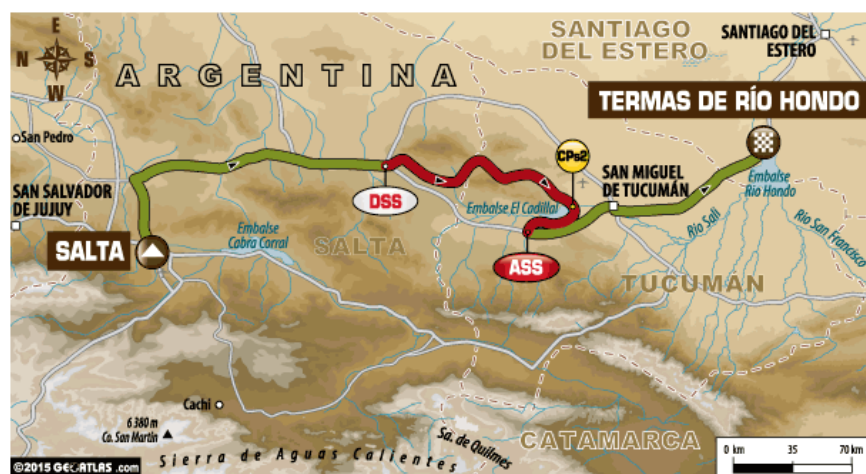 E
N
S
W
ARGENTINA
SANTIAGO
DEL ESTERO
SANTIAGO DEL
ESTERO
TERMAS DE RÍO HONDO
San Pedro
CPs2
SAN SALVADOR
DE JUJUY
DSS
SAN MIGUEL
DE TUCUMÁN
Embalse
Río Hondo
Embalse El Cadillal
Embalse
Cabra Corral
SALTA
SALTA
Río Salí
Río San Francisco
ASS
TUCUMÁN
Cachi
6 380 m
Co. San Martin
Sierra de Aguas Calientes
Sa. de Quilmes
CATAMARCA
0 km 35 70 km
©2015 GEOATLAS.com